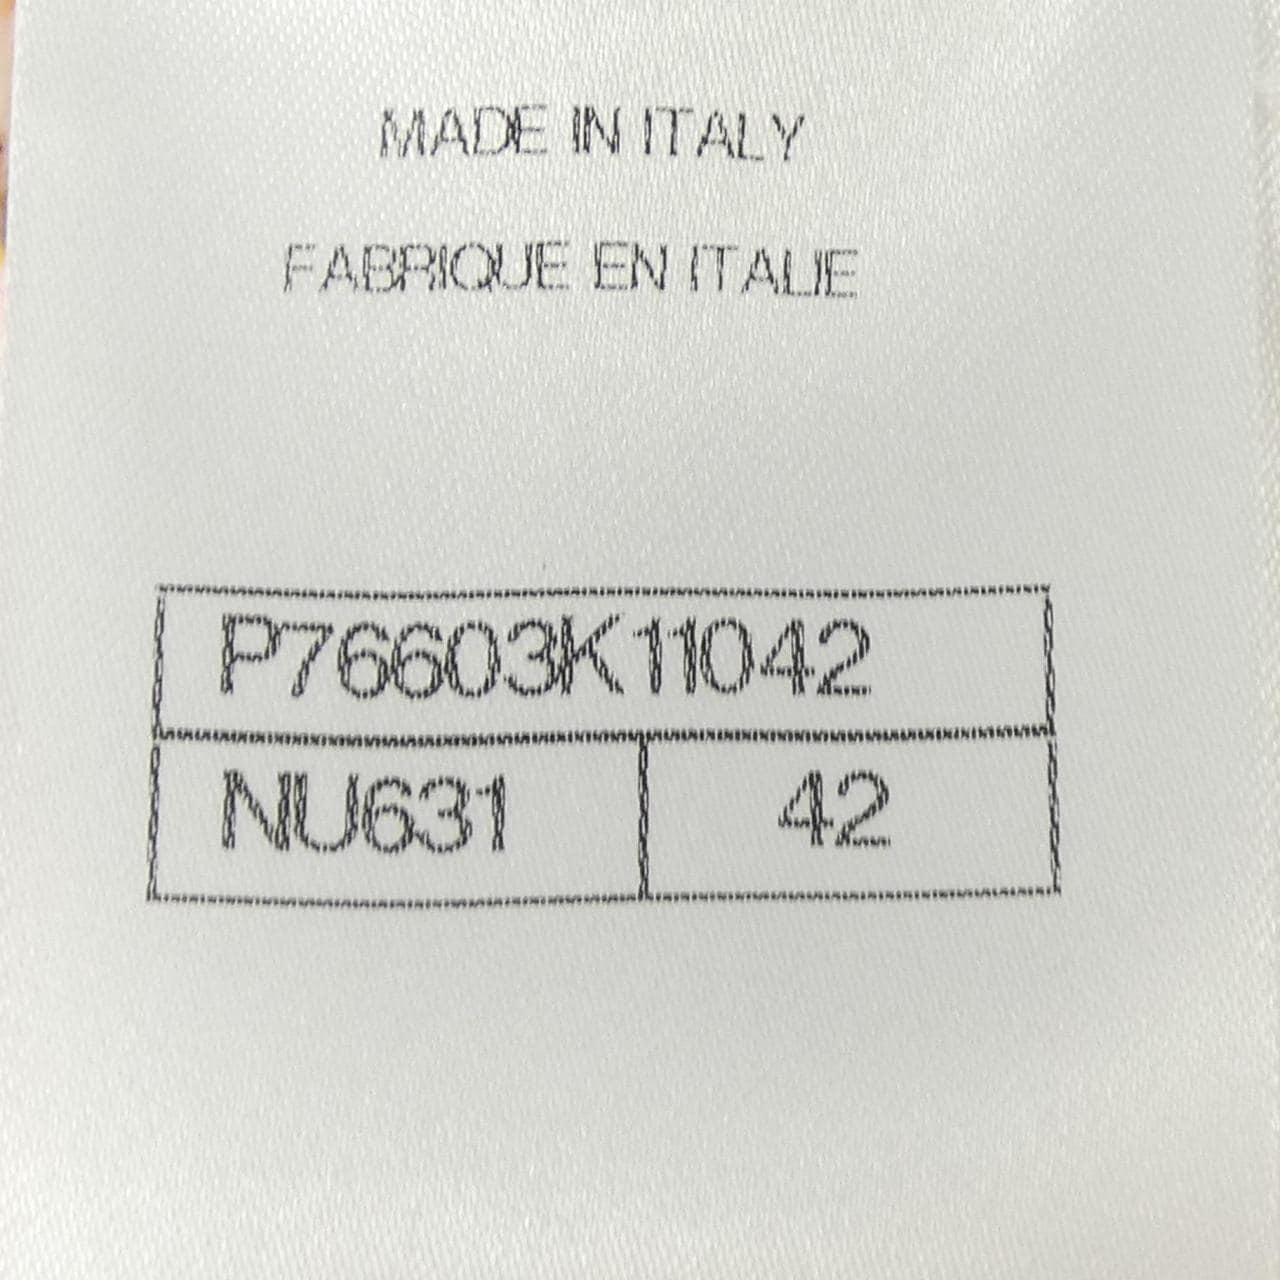 MADE IN ITALY
FABRIQUE EN ITALIE
P76603K11042
NU631 42